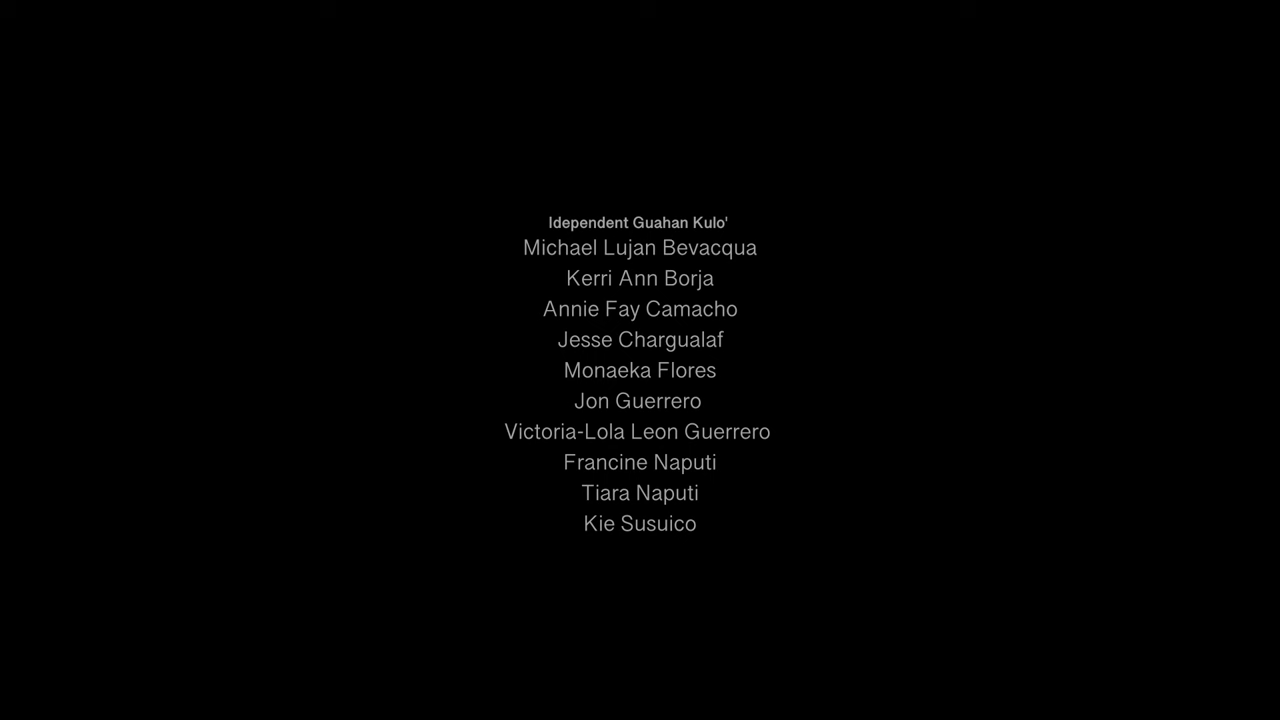 Idependent Guahan Kulo'
Michael Lujan Bevacqua
Kerri Ann Borja
Annie Fay Camacho
Jesse Chargualaf
Monaeka Flores
Jon Guerrero
Victoria-Lola Leon Guerrero
Francine Naputi
Tiara Naputi
Kie Susuico